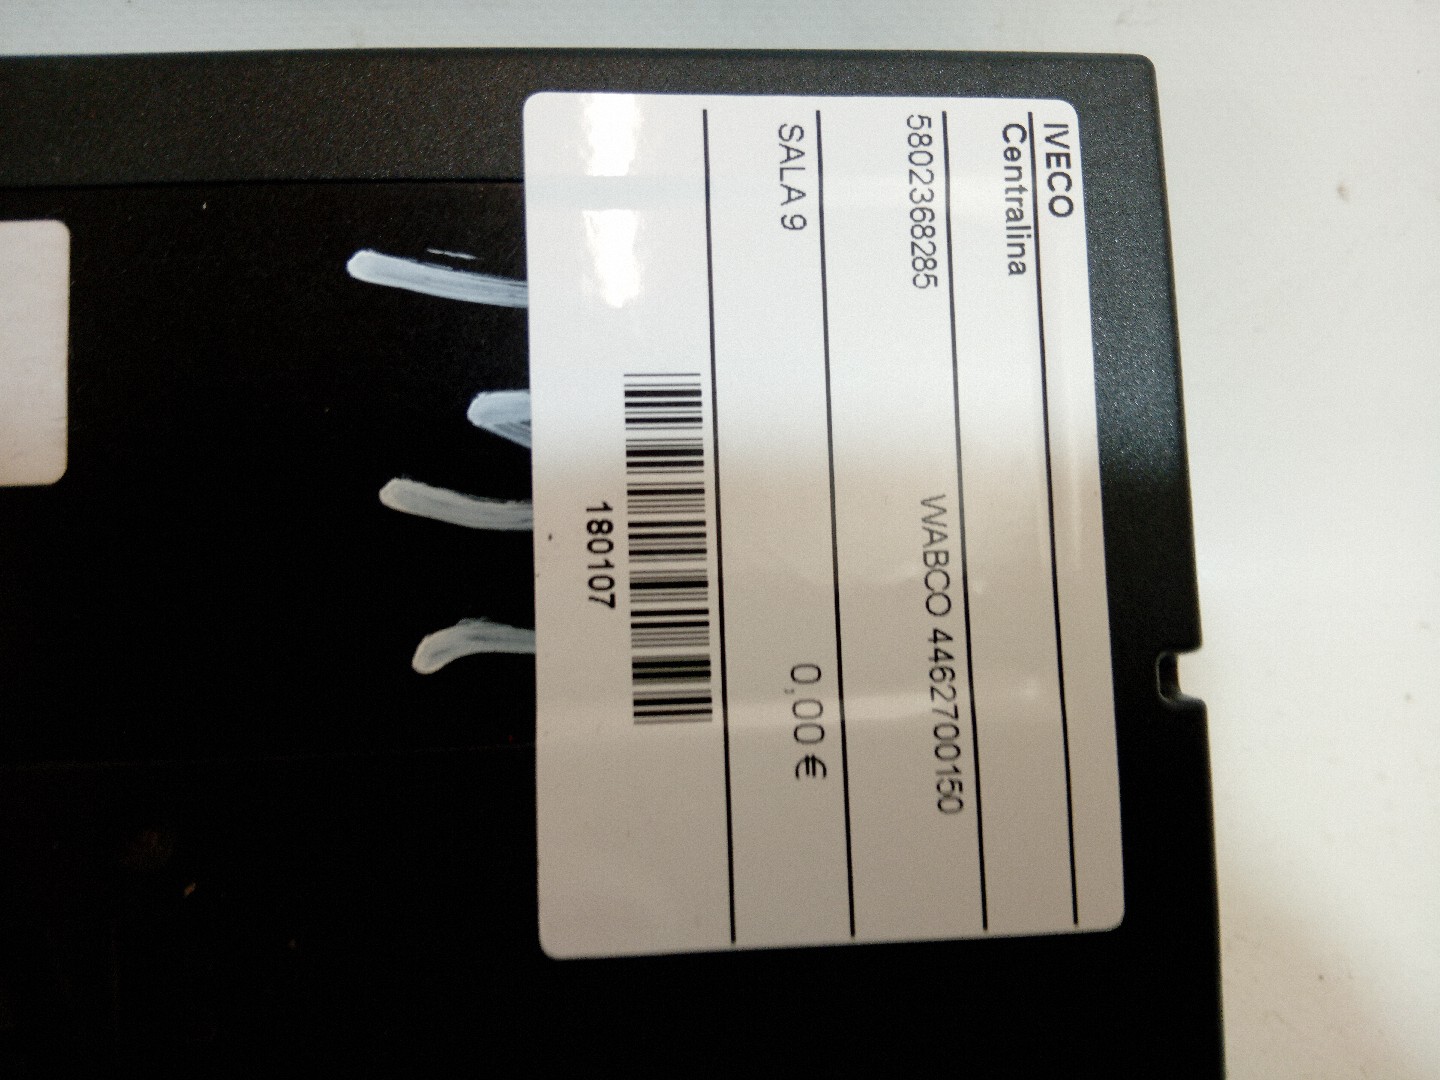 IVECO
Centralina
5802368285 WABCO 4462700150
SALA 9 0,00 €
180107